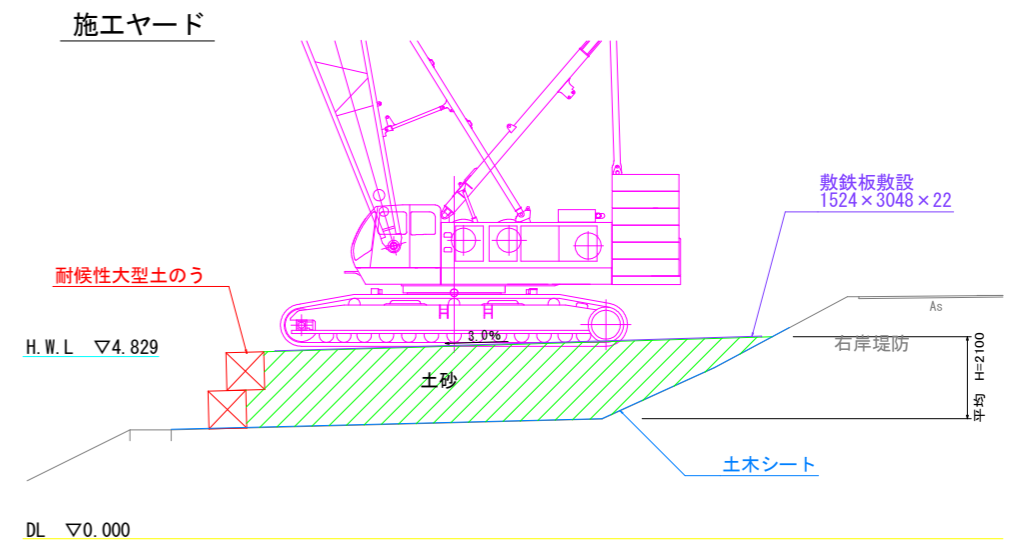 施工ヤード
敷鉄板敷設
1524×3048×22
耐候性大型土のう
As
H.W.L ▽4.829
3.0%
右岸堤防
平均 H=2100
土砂
土木シート
DL ▽0.000